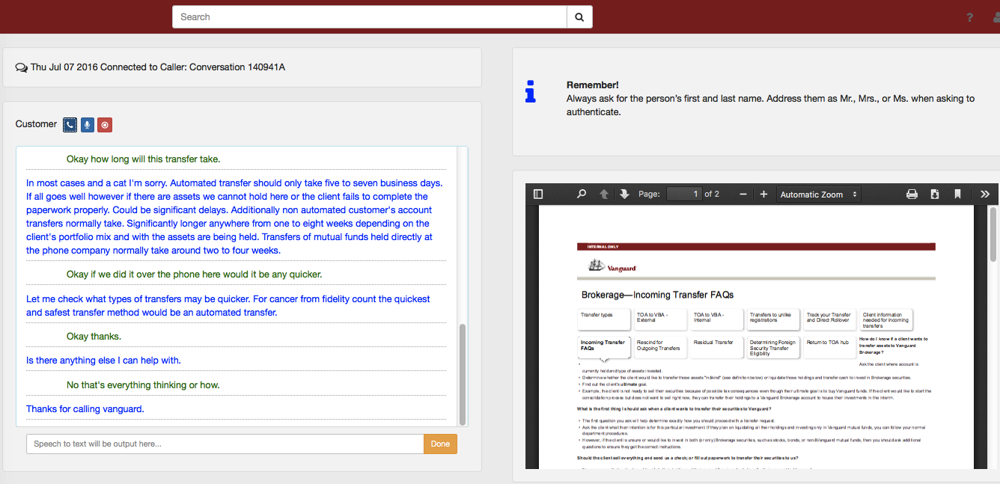 Search
?
Thu Jul 07 2016 Connected to Caller: Conversation 140941A
Customer
Okay how long will this transfer take.
In most cases and a cat I'm sorry. Automated transfer should only take five to seven business days.
If all goes well however if there are assets we cannot hold here or the client fails to complete the
paperwork properly. Could be significant delays. Additionally non automated customer's account
transfers normally take. Significantly longer anywhere from one to eight weeks depending on the
client's portfolio mix and with the assets are being held. Transfers of mutual funds held directly at
the phone company normally take around two to four weeks.
Okay if we did it over the phone here would it be any quicker.
Let me check what types of transfers may be quicker. For cancer from fidelity count the quickest
and safest transfer method would be an automated transfer.
Okay thanks.
Is there anything else I can help with.
No that's everything thinking or how.
Thanks for calling vanguard.
Speech to text will be output here...
Done
Remember!
Always ask for the person's first and last name. Address them as Mr., Mrs., or Ms. when asking to
authenticate.
Page: 1 of 2
Automatic Zoom
INTERNAL ONLY
Vanguard
Brokerage—Incoming Transfer FAQs
Transfer types
TOA to VBA -
External
TOA to VBA -
Internal
Transfers to unlike
registrations
Track your Transfer
and Direct Rollover
Client information
needed for incoming
transfers
Incoming Transfer
FAQs
Rescind for
Outgoing Transfers
Residual Transfer
Determining Foreign
Security Transfer
Eligibility
Return to TOA hub
How do I know if a client wants to
transfer assets to Vanguard
Brokerage?
Ask the client where account is
currently held and type of assets invested.
Determine whether the client would like to transfer those assets "in kind" (see definition below) or liquidate those holdings and transfer cash to invest in Brokerage securities.
Find out the client's ultimate goal.
Example, the client is not ready to sell their securities because of possible tax consequences even though their ultimate goal is to buy Vanguard funds. If the client would like to start the
consolidation process but does not want to sell right now, they can transfer their holdings to a Vanguard Brokerage account to house their investments in the interim.
What is the first thing I should ask when a client wants to transfer their securities to Vanguard?
The first question you ask will help determine exactly how you should proceed with a transfer request.
Ask the client what their intention is for this particular investment. If they plan on liquidating all their holdings and investing only in Vanguard mutual funds, you can follow your normal
department procedures.
However, if the client is unsure or would like to invest in both (or only) Brokerage securities, such as stocks, bonds, or nonâVanguard mutual funds, then you should ask additional
questions to ensure they get the correct instructions.
Should the client sell everything and send us a check; or fill out paperwork to transfer their securities to us?